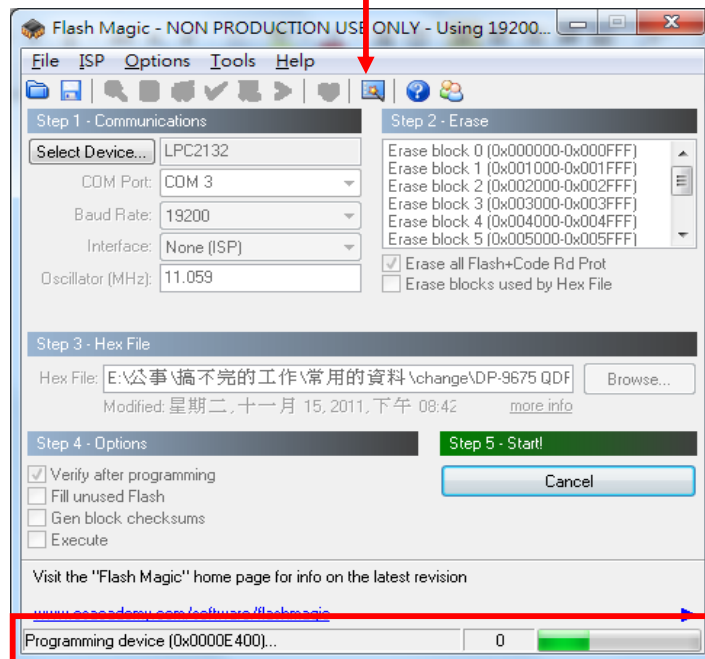 Flash Magic - NON PRODUCTION USE ONLY - Using 19200...
File ISP Options Tools Help
Step 1 - Communications
Step 2 - Erase
Select Device... LPC2132
COM Port: COM 3
Baud Rate: 19200
Interface: None (ISP)
Oscillator (MHz): 11.059
Erase block 0 (0x000000-0x000FFF)
Erase block 1 (0x001000-0x001FFF)
Erase block 2 (0x002000-0x002FFF)
Erase block 3 (0x003000-0x003FFF)
Erase block 4 (0x004000-0x004FFF)
Erase block 5 (0x005000-0x005FFF)
Erase all Flash+Code Rd Prot
Erase blocks used by Hex File
Step 3 - Hex File
Hex File: E:\公事\搞不完的工作\常用的資料\change\DP-9675 QDF Browse...
Modified: 星期二, 十一月 15, 2011, 下午 08:42 more info
Step 4 - Options
Step 5 - Start!
Verify after programming
Fill unused Flash
Gen block checksums
Execute
Cancel
Visit the "Flash Magic" home page for info on the latest revision
www.esacademy.com/software/flashmagic
Programming device (0x0000E400)... 0